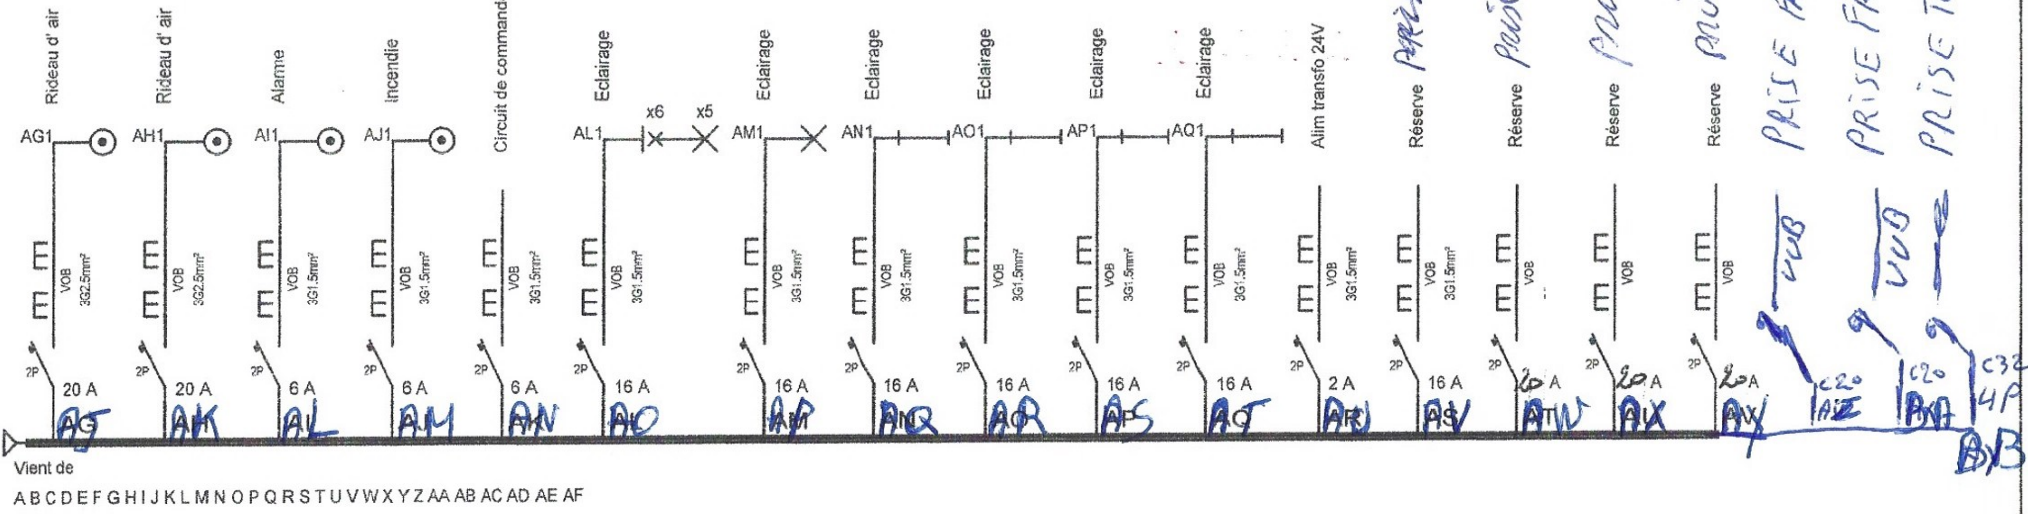 Rideau d' air
Rideau d' air
Alarme
Incendie
Circuit de command
Eclairage
Eclairage
Eclairage
Eclairage
Eclairage
Eclairage
Alim transfo 24V
Réserve
Réserve
Réserve
Réserve
PRISE
PRISE
PRISE
AG1 AH1 AI1 AJ1 AL1 x6 x5 AM1 AN1 AO1 AP1 AQ1
VOB 3G2.5mm²
VOB 3G2.5mm²
VOB 3G1.5mm²
VOB 3G1.5mm²
VOB 3G1.5mm²
VOB 3G1.5mm²
VOB 3G1.5mm²
VOB 3G1.5mm²
VOB 3G1.5mm²
VOB 3G1.5mm²
VOB 3G1.5mm²
VOB 3G1.5mm²
VOB 3G1.5mm²
VOB
VOB
VOB
VVB
2P 2P 2P 2P 2P 2P 2P 2P 2P 2P 2P 2P 2P 2P 2P 2P
20 A 20 A 6 A 6 A 6 A 16 A 16 A 16 A 16 A 16 A 16 A 2 A 16 A 20 A 20 A 20 A C20 C20 C32
4P
AJ AK AL AM AN AO AP AQ AR AS AT AU AV AW AX AY AZ BA BB
Vient de
A B C D E F G H I J K L M N O P Q R S T U V W X Y Z AA AB AC AD AE AF